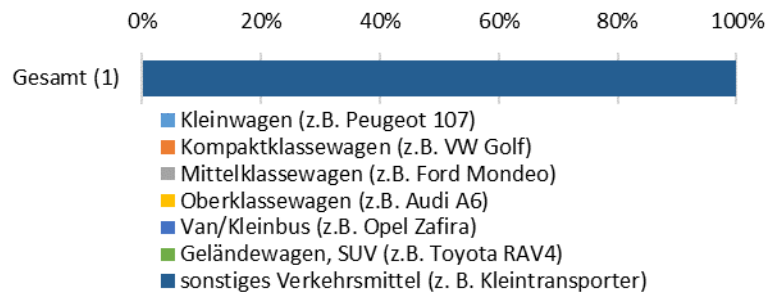 0% 20% 40% 60% 80% 100%
Gesamt (1)
Kleinwagen (z.B. Peugeot 107)
Kompaktklassewagen (z.B. VW Golf)
Mittelklassewagen (z.B. Ford Mondeo)
Oberklassewagen (z.B. Audi A6)
Van/Kleinbus (z.B. Opel Zafira)
Geländewagen, SUV (z.B. Toyota RAV4)
sonstiges Verkehrsmittel (z. B. Kleintransporter)